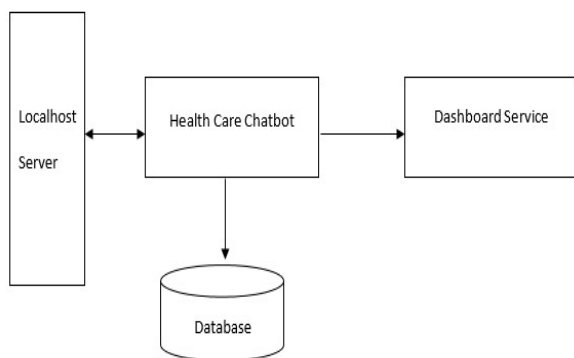 Localhost
Server
Health Care Chatbot
Dashboard Service
Database